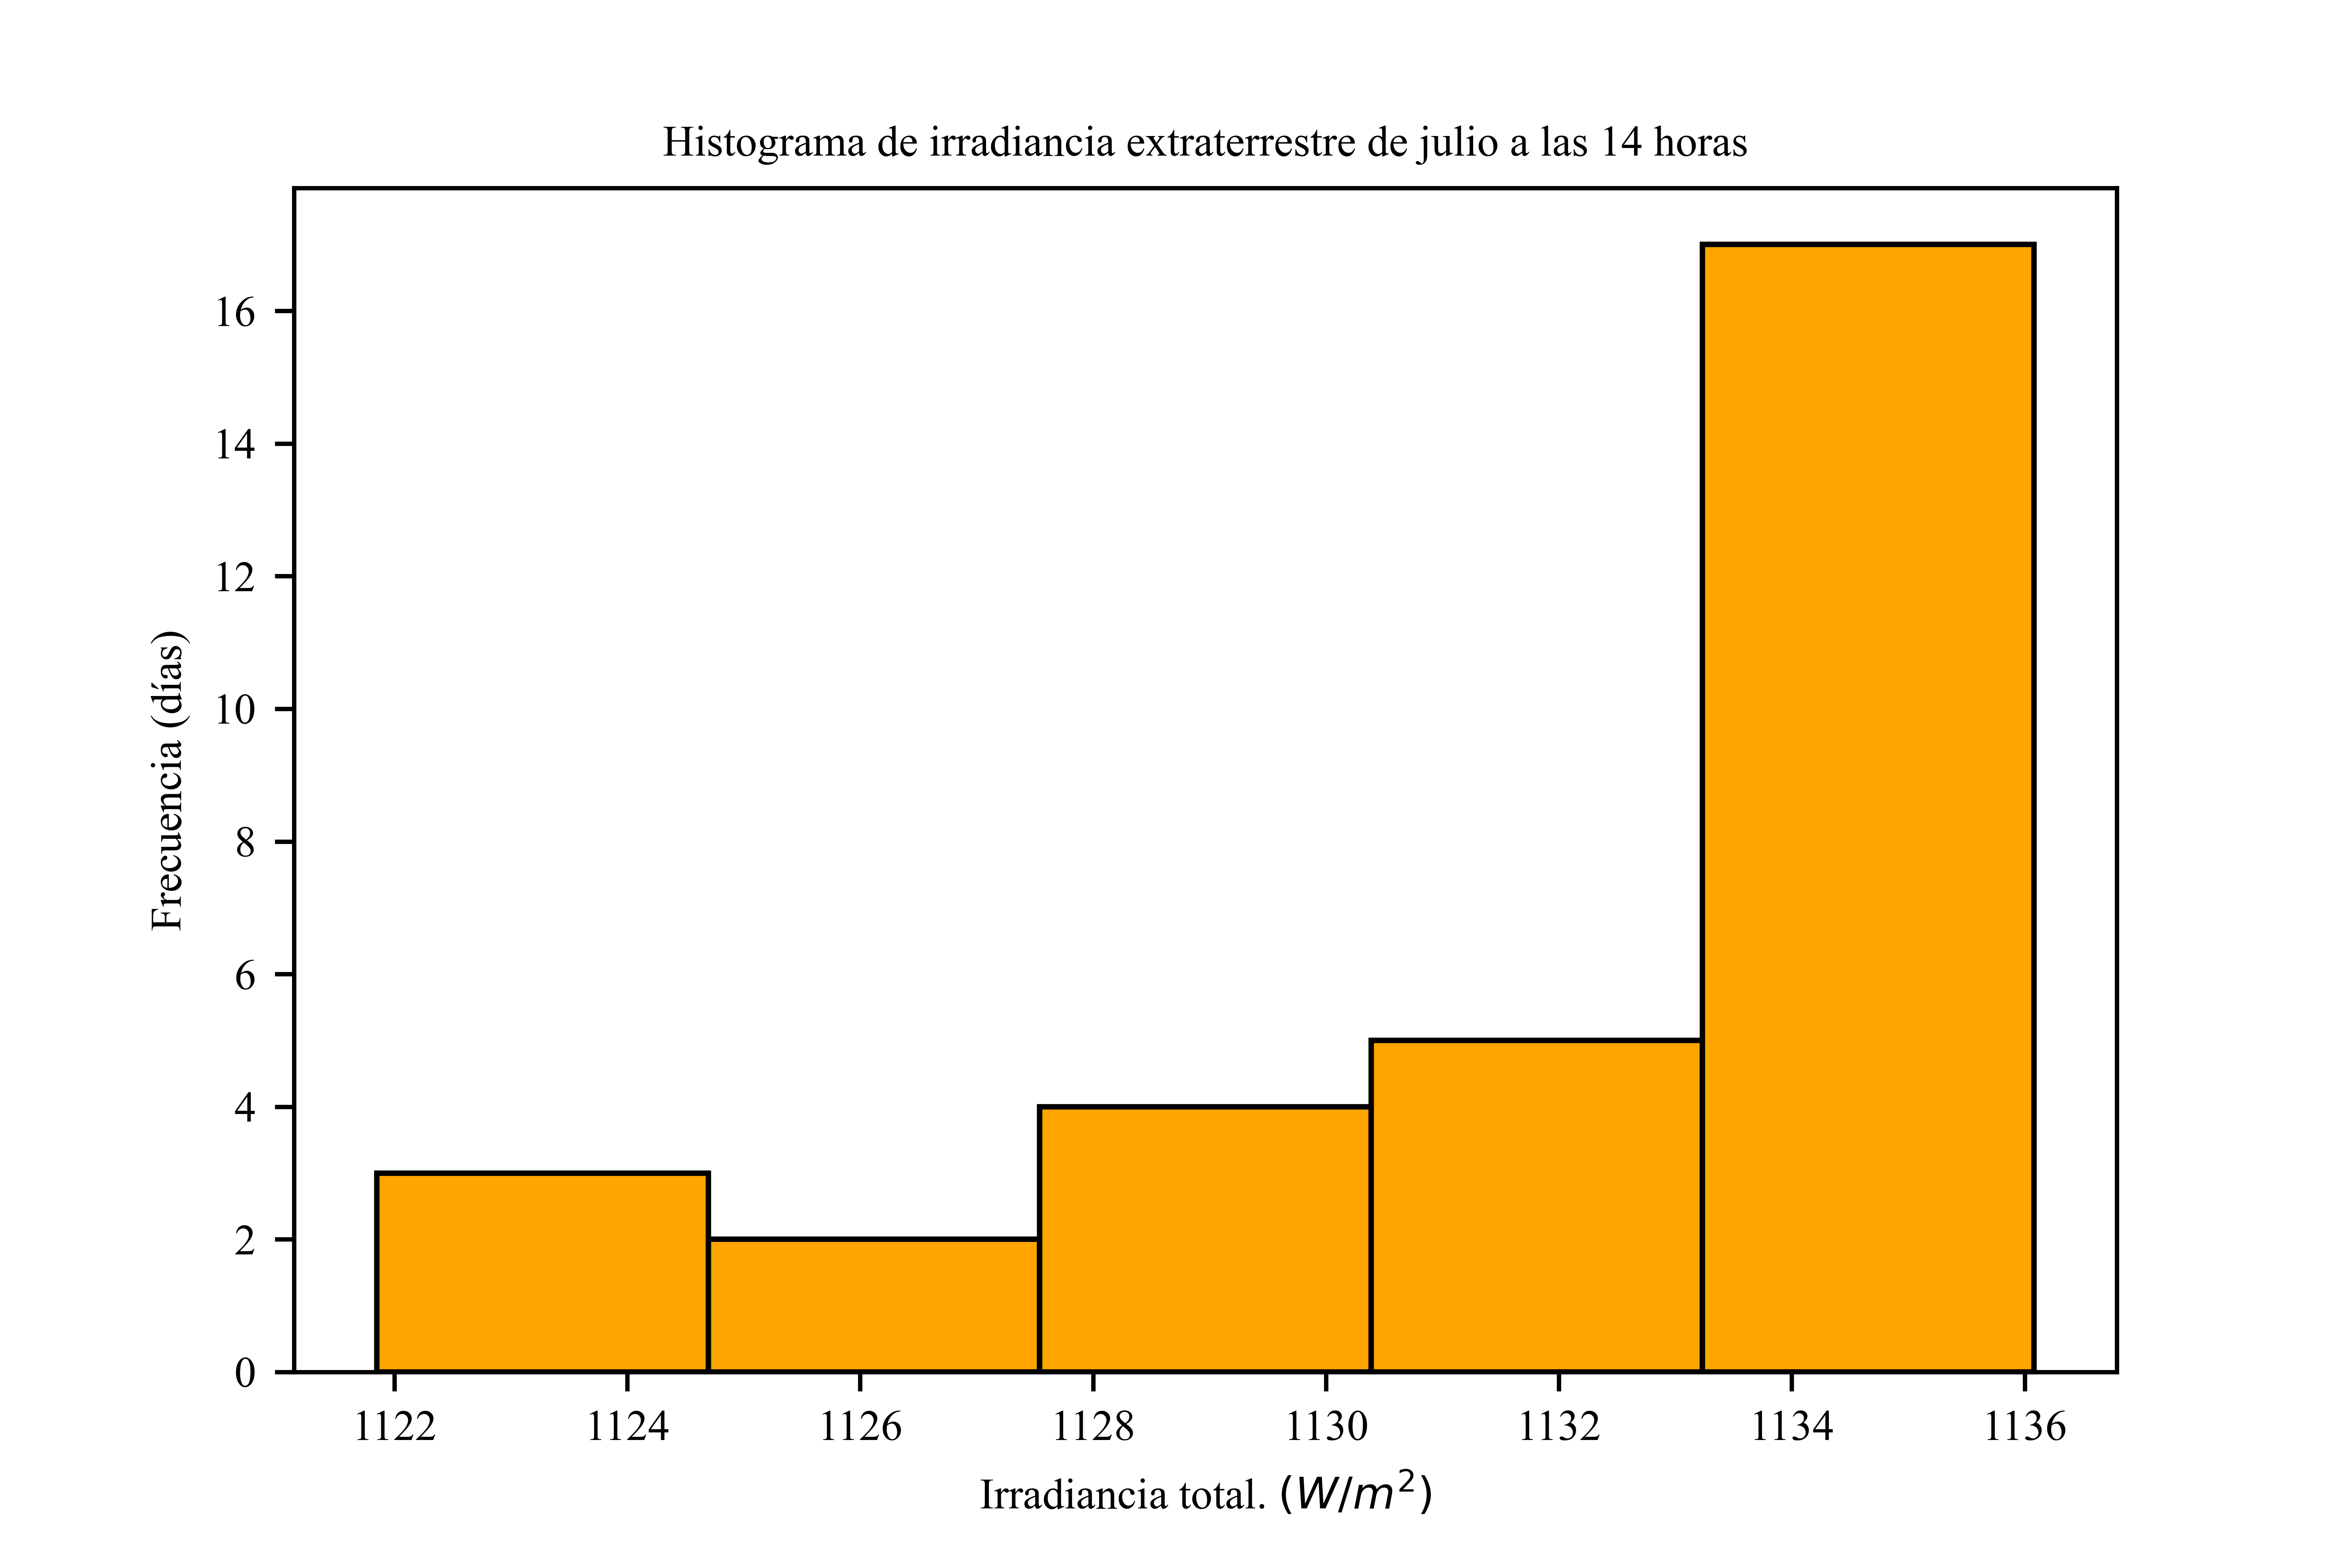 Histograma de irradiancia extraterrestre de julio a las 14 horas
16
14
12
10
8
6
4
2
0
Frecuencia (días)
1122 1124 1126 1128 1130 1132 1134 1136
Irradiancia total. (W/m²)